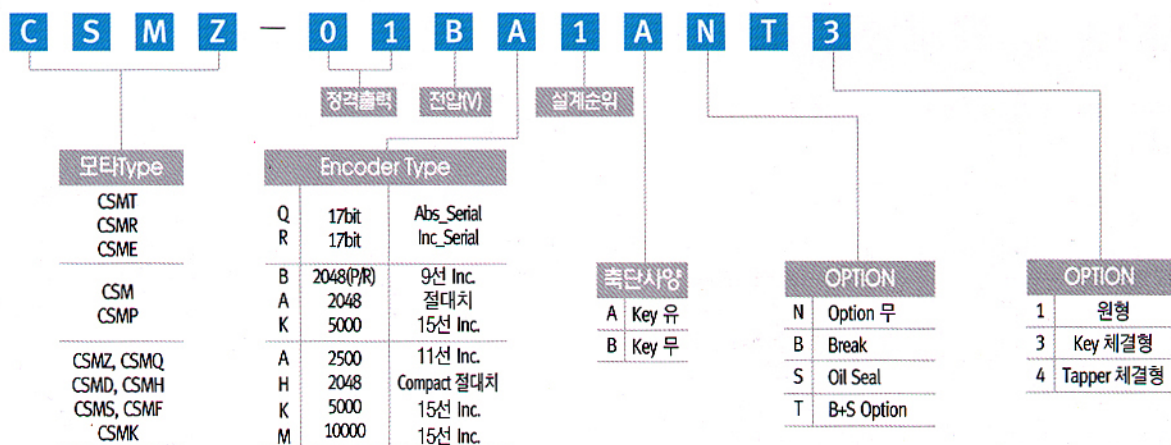 C S M Z - 0 1 B A 1 A N T 3
정격출력 전압(V) 설계순위
모타Type
CSMT
CSMR
CSME
CSM
CSMP
CSMZ, CSMQ
CSMD, CSMH
CSMS, CSMF
CSMK
Encoder Type
Q 17bit Abs_Serial
R 17bit Inc_Serial
B 2048(P/R) 9선 Inc.
A 2048 절대치
K 5000 15선 Inc.
A 2500 11선 Inc.
H 2048 Compact 절대치
K 5000 15선 Inc.
M 10000 15선 Inc.
축단사양
A Key 유
B Key 무
OPTION
N Option 무
B Break
S Oil Seal
T B+S Option
OPTION
1 원형
3 Key 체결형
4 Tapper 체결형